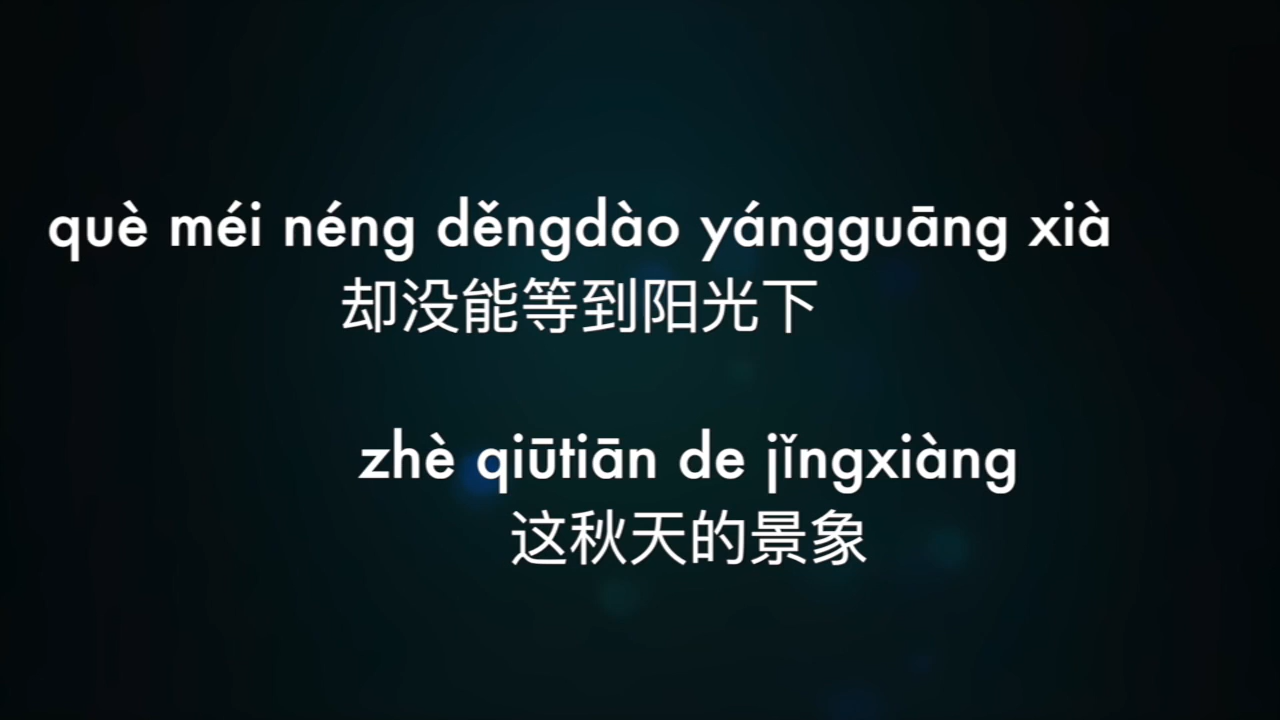 què méi néng děngdào yángguāng xià
却没能等到阳光下
zhè qiūtiān de jǐngxiàng
这秋天的景象